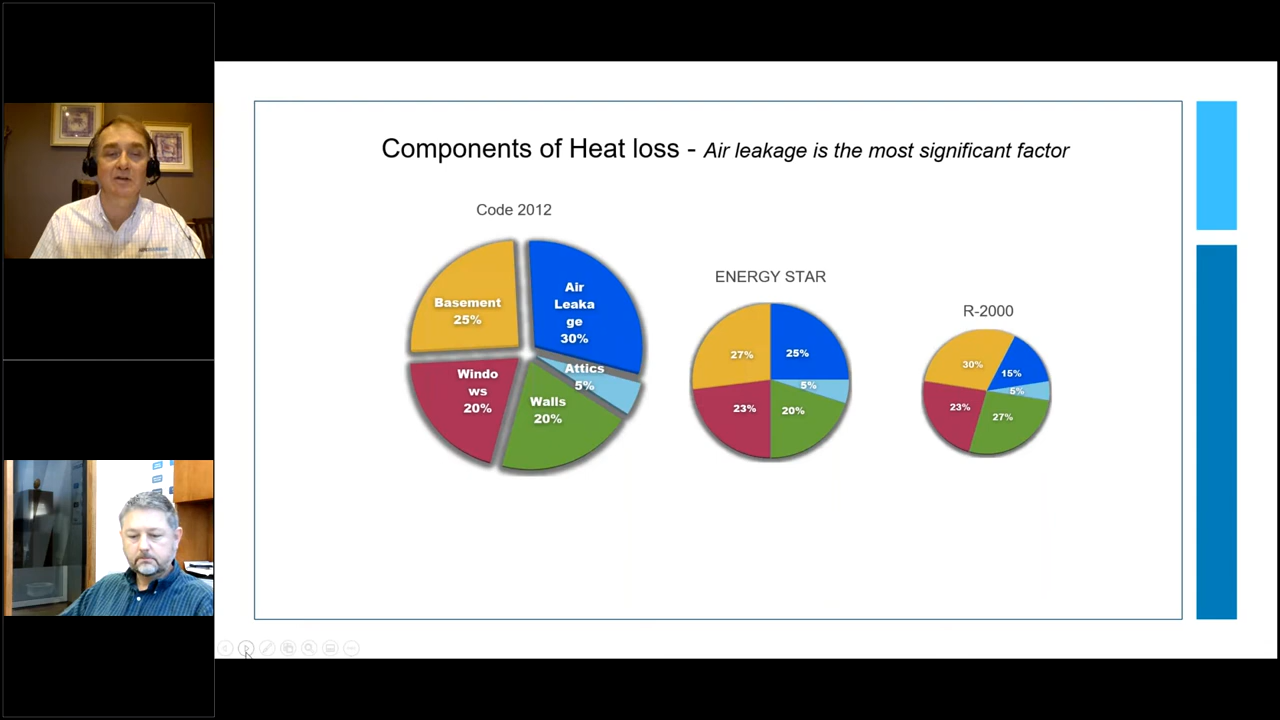 Components of Heat loss - Air leakage is the most significant factor
Code 2012
Basement
25%
Air
Leaka
ge
30%
Attics
5%
Windo
ws
20%
Walls
20%
ENERGY STAR
27%
25%
5%
23%
20%
R-2000
30%
15%
5%
23%
27%